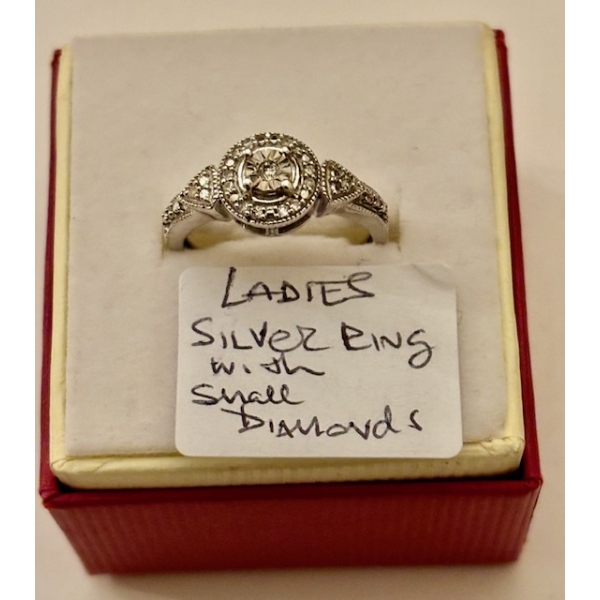 LADIES
SILVER RING
with
Small
DIAMONDS